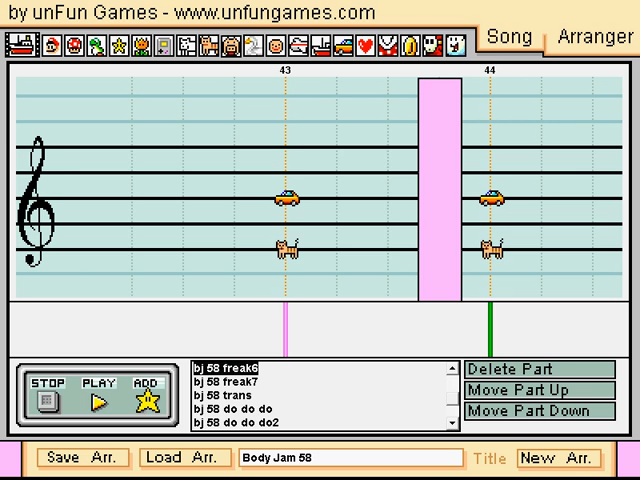 by unFun Games - www.unfungames.com
Song Arranger
43 44
STOP PLAY ADD
bj 58 freak6
bj 58 freak7
bj 58 trans
bj 58 do do do
bj 58 do do do2
Delete Part
Move Part Up
Move Part Down
Save Arr. Load Arr. Body Jam 58 Title New Arr.